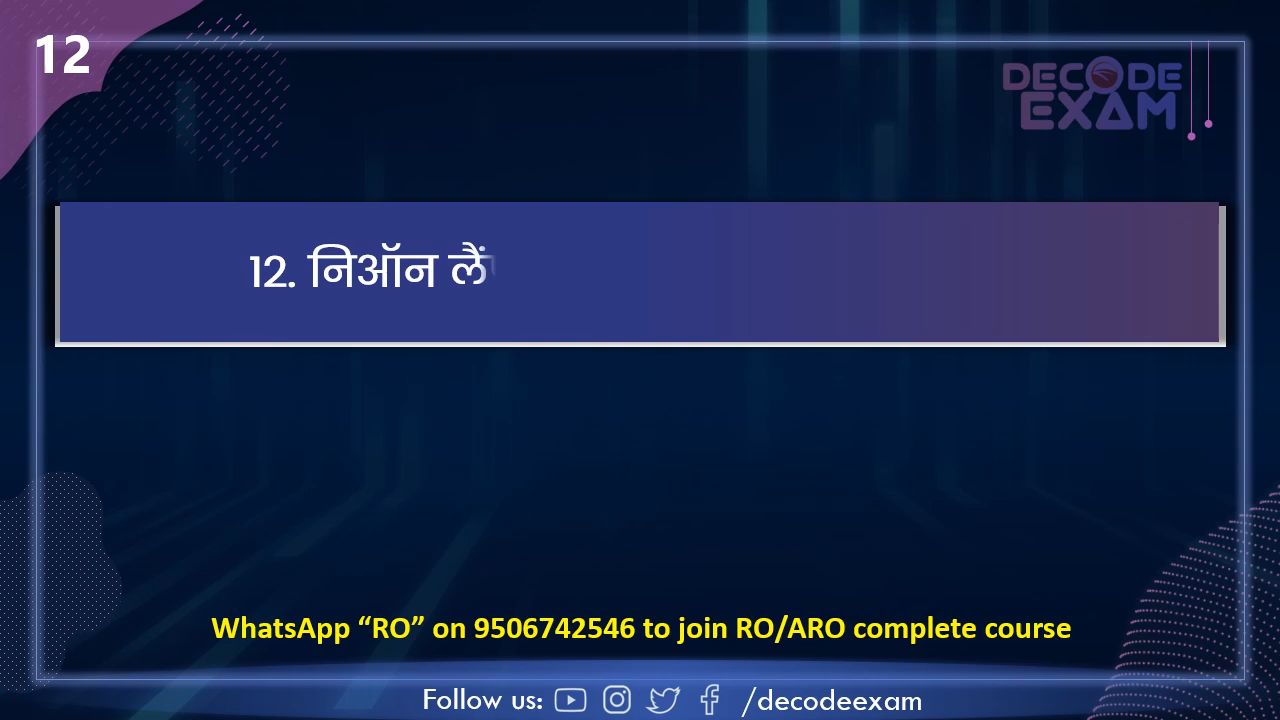 12
DECODE
EXAM
12. निऑन
WhatsApp “RO” on 9506742546 to join RO/ARO complete course
Follow us: /decodeexam